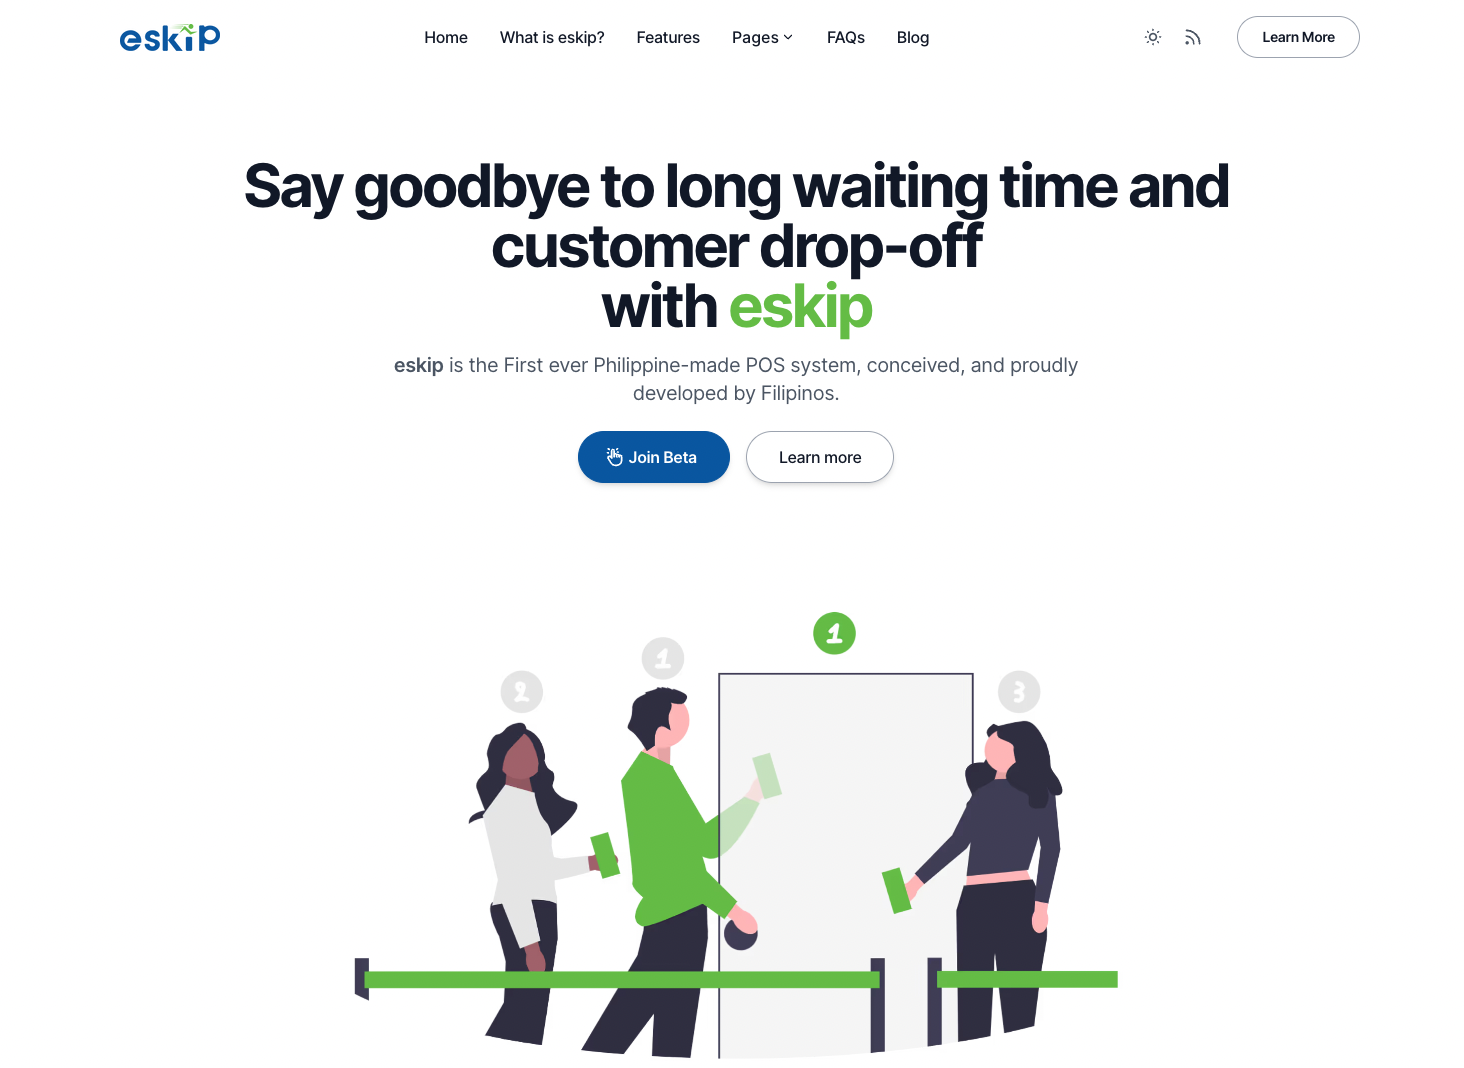 eskip
Home
What is eskip?
Features
Pages
FAQs
Blog
Learn More
Say goodbye to long waiting time and
customer drop-off
with eskip
eskip is the First ever Philippine-made POS system, conceived, and proudly
developed by Filipinos.
Join Beta
Learn more
1
1
2
3